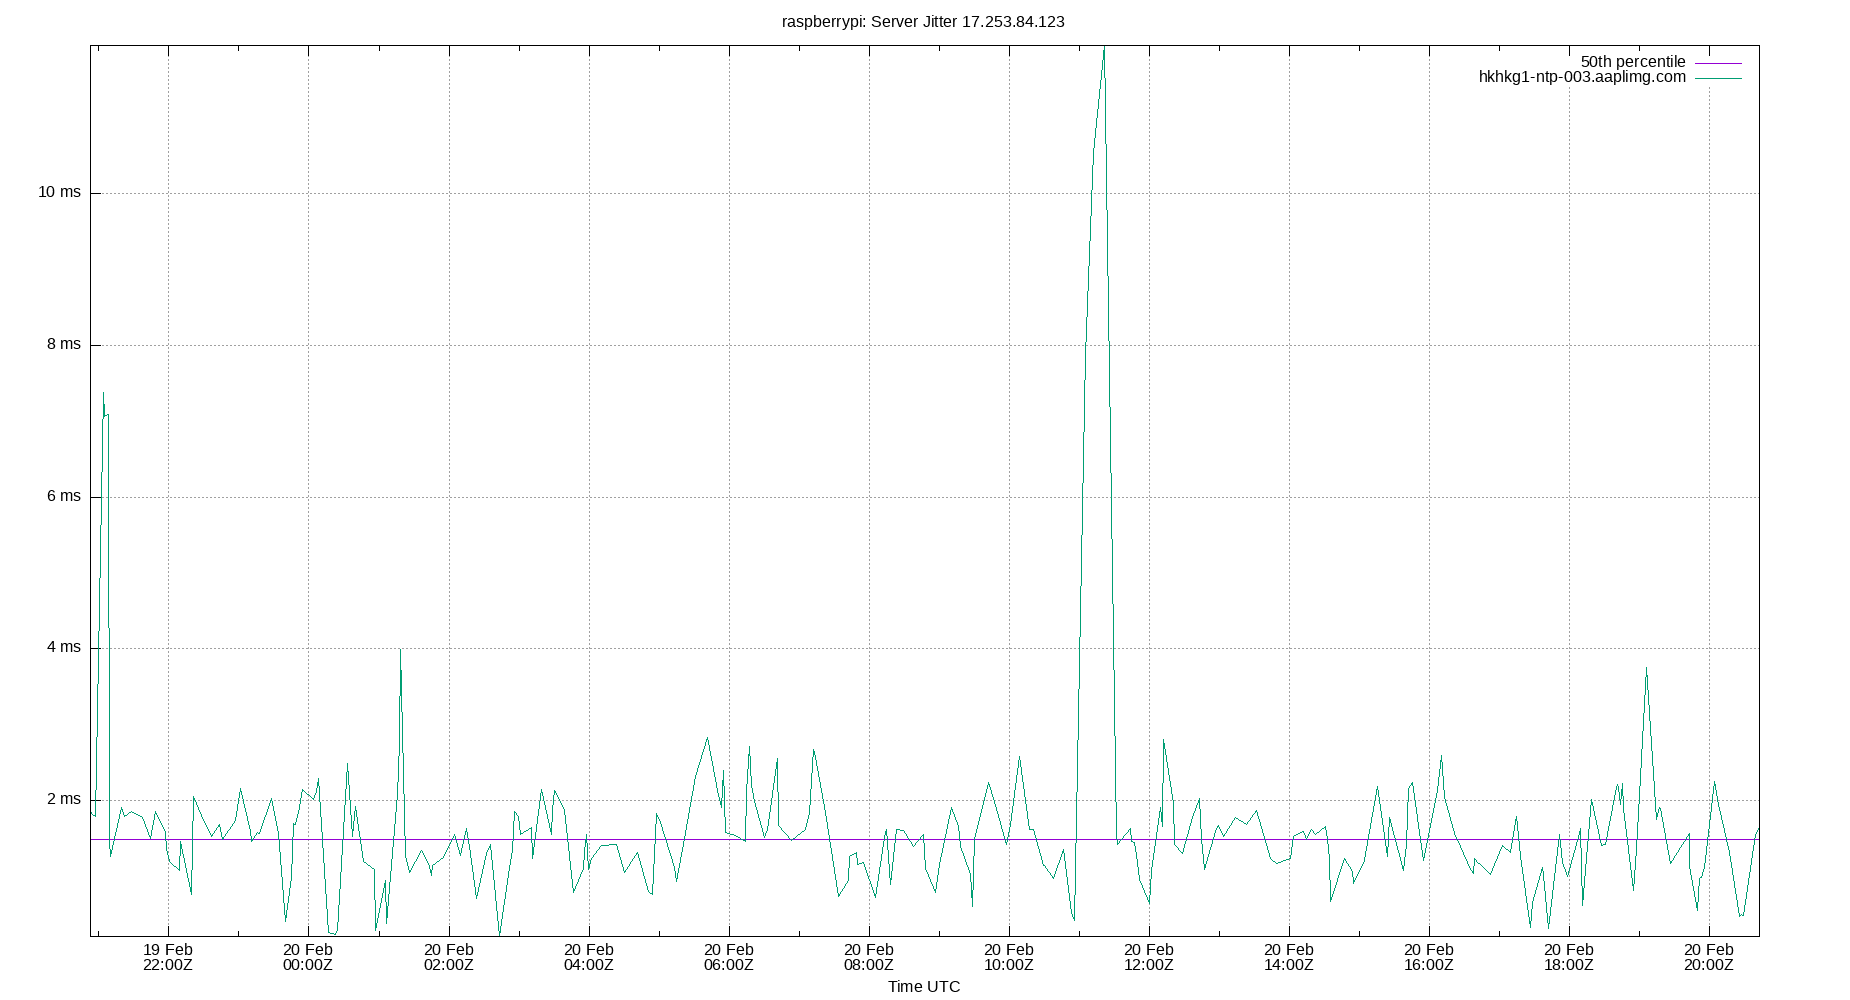 raspberrypi: Server Jitter 17.253.84.123
50th percentile
hkhkg1-ntp-003.aaplimg.com
10 ms
8 ms
6 ms
4 ms
2 ms
19 Feb 20 Feb 20 Feb 20 Feb 20 Feb 20 Feb 20 Feb 20 Feb 20 Feb 20 Feb 20 Feb 20 Feb
22:00Z 00:00Z 02:00Z 04:00Z 06:00Z 08:00Z 10:00Z 12:00Z 14:00Z 16:00Z 18:00Z 20:00Z
Time UTC